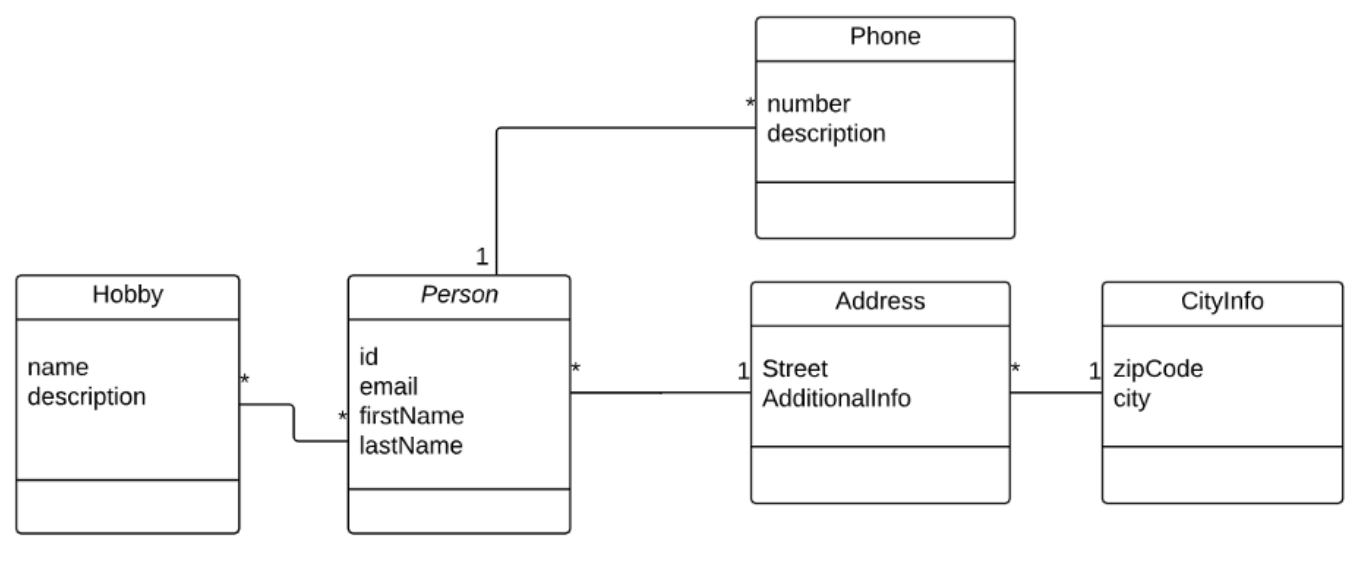 Phone
*
number
description
1
Hobby
name
description
*
*
Person
id
email
firstName
lastName
*
1
Address
Street
AdditionalInfo
*
1
CityInfo
zipCode
city